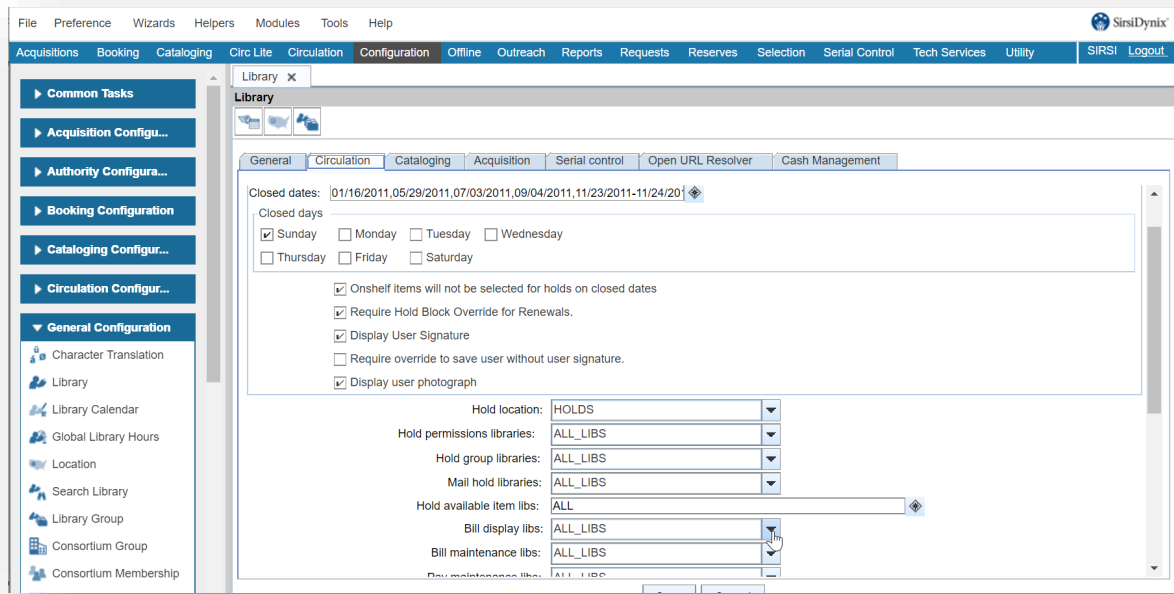 File Preference Wizards Helpers Modules Tools Help SirsiDynix
Acquisitions Booking Cataloging Circ Lite Circulation Configuration Offline Outreach Reports Requests Reserves Selection Serial Control Tech Services Utility SIRSI Logout
Library
Common Tasks
Library
Acquisition Configu...
General Circulation Cataloging Acquisition Serial control Open URL Resolver Cash Management
Authority Configura...
Closed dates: 01/16/2011,05/29/2011,07/03/2011,09/04/2011,11/23/2011-11/24/201
Closed days
Booking Configuration
Sunday Monday Tuesday Wednesday
Cataloging Configur...
Thursday Friday Saturday
Circulation Configur...
Onshelf items will not be selected for holds on closed dates
Require Hold Block Override for Renewals.
General Configuration
Display User Signature
Character Translation
Require override to save user without user signature.
Library
Display user photograph
Library Calendar
Hold location: HOLDS
Global Library Hours
Hold permissions libraries: ALL_LIBS
Hold group libraries: ALL_LIBS
Location
Mail hold libraries: ALL_LIBS
Search Library
Hold available item libs: ALL
Library Group
Bill display libs: ALL_LIBS
Consortium Group
Bill maintenance libs: ALL_LIBS
Consortium Membership
Pay maintenance libs: ALL_LIBS